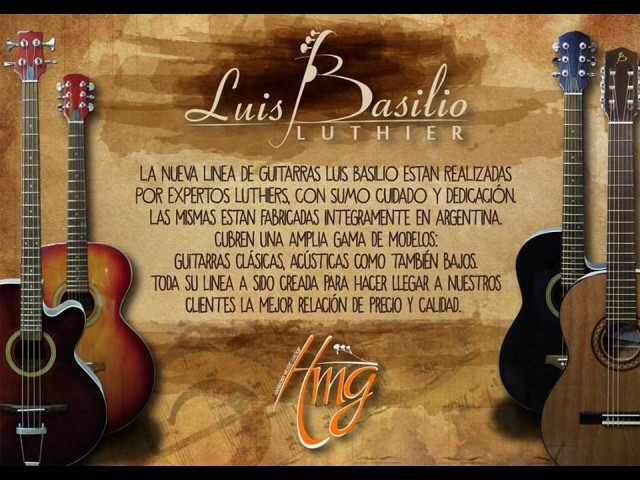 Luis Basilio
LUTHIER
LA NUEVA LINEA DE GUITARRAS LUIS BASILIO ESTAN REALIZADAS
POR EXPERTOS LUTHIERS, CON SUMO CUIDADO Y DEDICACIÓN.
LAS MISMAS ESTAN FABRICADAS INTEGRAMENTE EN ARGENTINA.
CUBREN UNA AMPLIA GAMA DE MODELOS:
GUITARRAS CLÁSICAS, ACÚSTICAS COMO TAMBIÉN BAJOS.
TODA SU LINEA A SIDO CREADA PARA HACER LLEGAR A NUESTROS
CLIENTES LA MEJOR RELACIÓN DE PRECIO Y CALIDAD.
Hmg